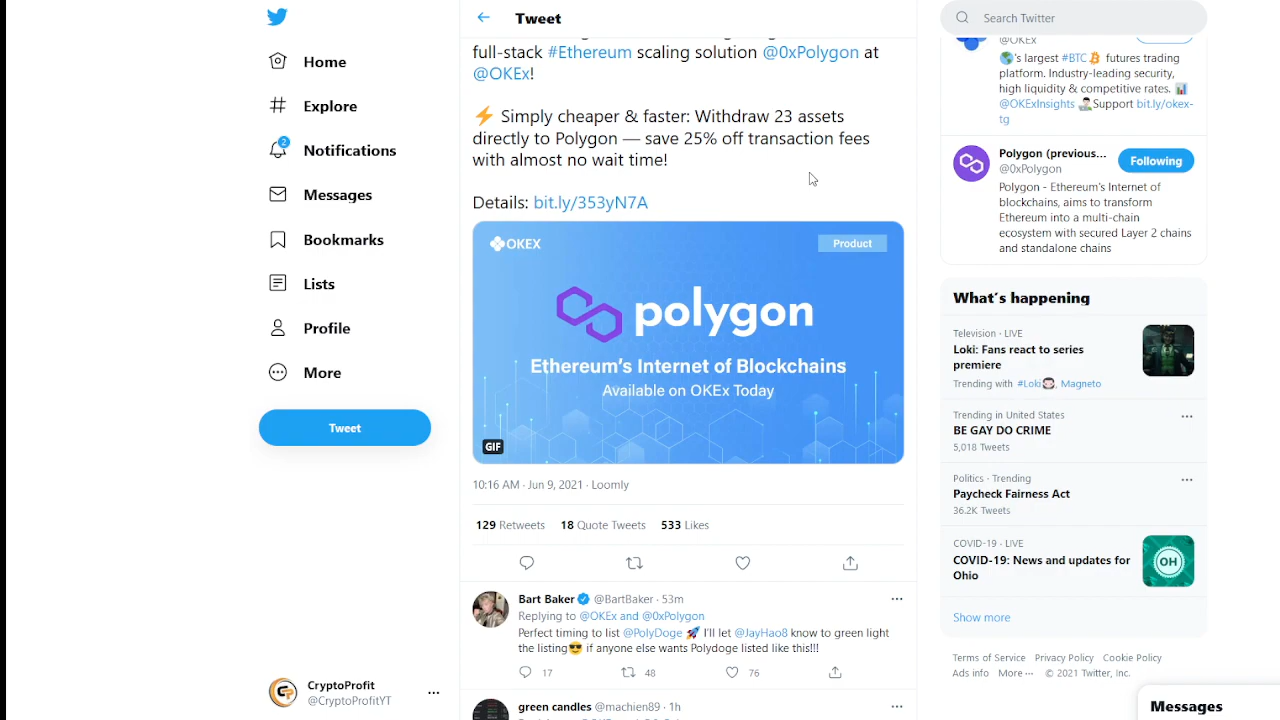 Home
Explore
2
Notifications
Messages
Bookmarks
Lists
Profile
More
Tweet
CryptoProfit
@CryptoProfitYT
Tweet
full-stack #Ethereum scaling solution @0xPolygon at
@OKEx!
⚡ Simply cheaper & faster: Withdraw 23 assets
directly to Polygon — save 25% off transaction fees
with almost no wait time!
Details: bit.ly/353yN7A
OKEX
Product
polygon
Ethereum's Internet of Blockchains
Available on OKEx Today
GIF
10:16 AM · Jun 9, 2021 · Loomly
129 Retweets 18 Quote Tweets 533 Likes
Bart Baker @BartBaker · 53m
Replying to @OKEx and @0xPolygon
Perfect timing to list @PolyDoge 🚀 I'll let @JayHao8 know to green light
the listing😎 if anyone else wants Polydoge listed like this!!!
17 48 76
green candles @machien89 · 1h
Search Twitter
@OKEx
🌎's largest #BTC futures trading
platform. Industry-leading security,
high liquidity & competitive rates. 📊
@OKExInsights Support bit.ly/okex-
tg
Polygon (previous...
Following
@0xPolygon
Polygon - Ethereum's Internet of
blockchains, aims to transform
Ethereum into a multi-chain
ecosystem with secured Layer 2 chains
and standalone chains
What's happening
Television · LIVE
Loki: Fans react to series
premiere
Trending with #Loki, Magneto
Trending in United States
BE GAY DO CRIME
5,018 Tweets
Politics · Trending
Paycheck Fairness Act
36.2K Tweets
COVID-19 · LIVE
COVID-19: News and updates for
Ohio
OH
Show more
Terms of Service Privacy Policy Cookie Policy
Ads info More ··· © 2021 Twitter, Inc.
Messages